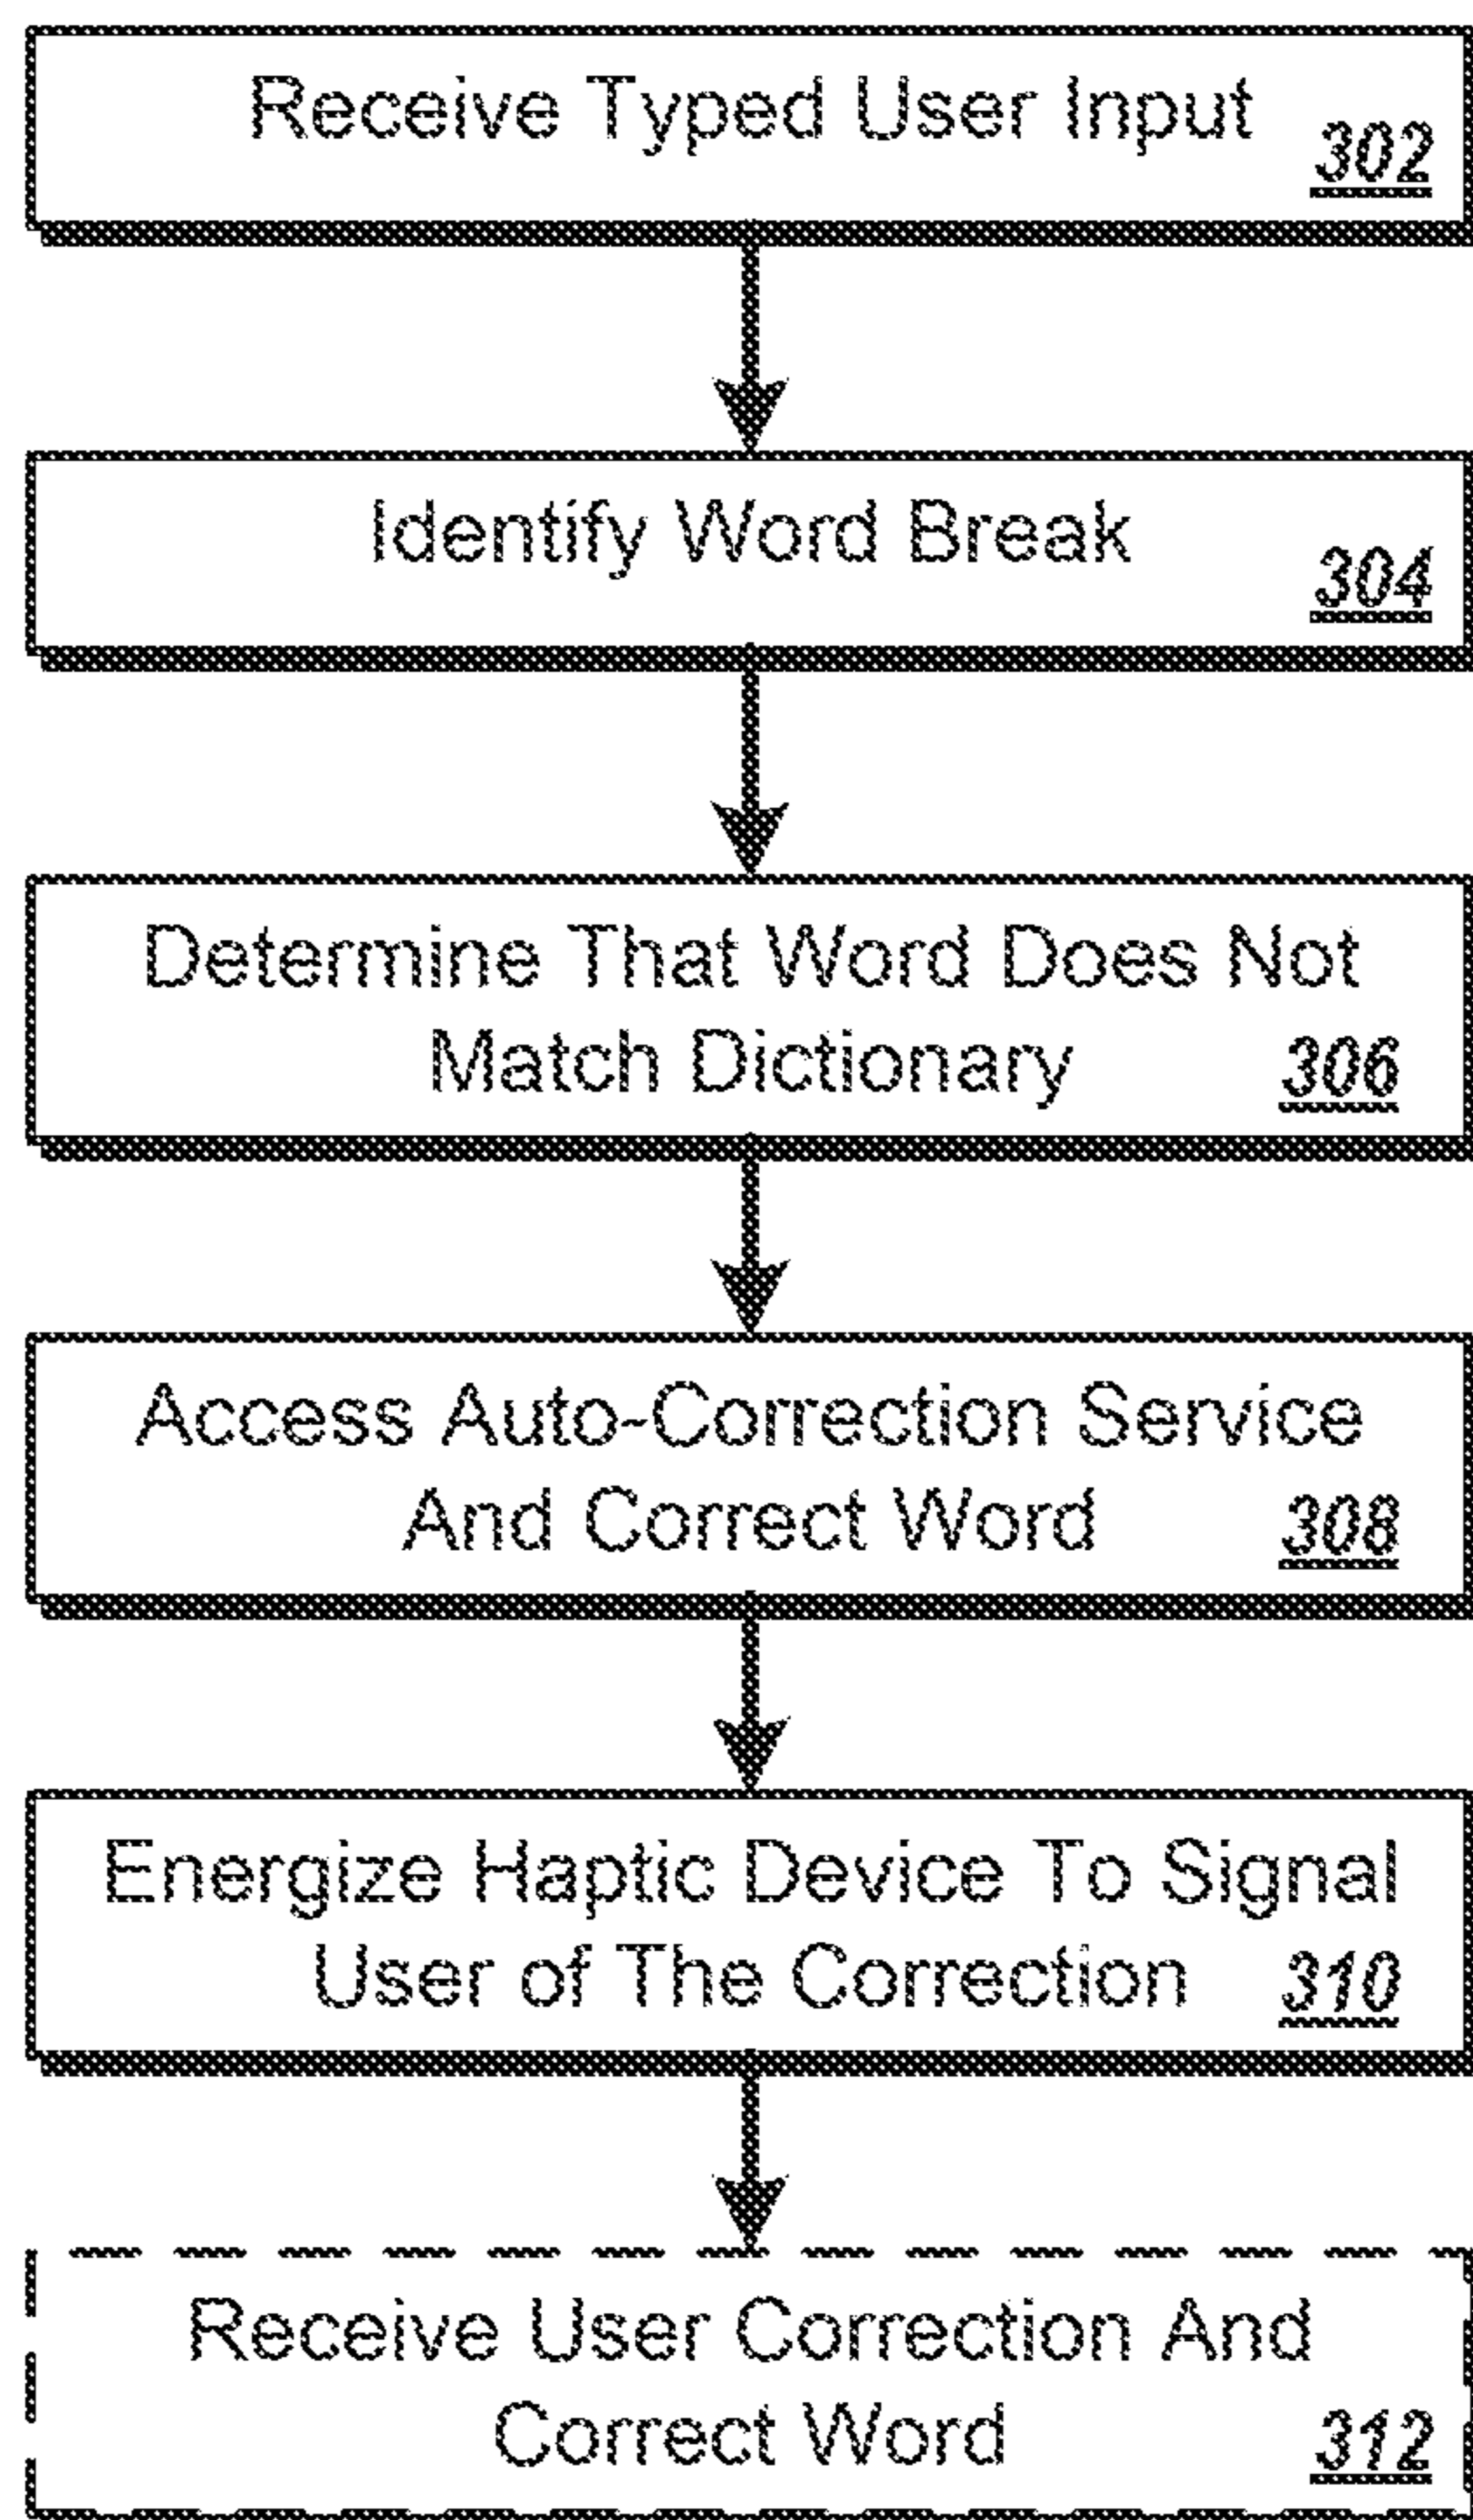 Receive Typed User Input
302
Identify Word Break
304
Determine That Word Does Not
Match Dictionary 306
Access Auto-Correction Service
And Correct Word 308
Energize Haptic Device To Signal
User of The Correction 310
Receive User Correction And
Correct Word 312